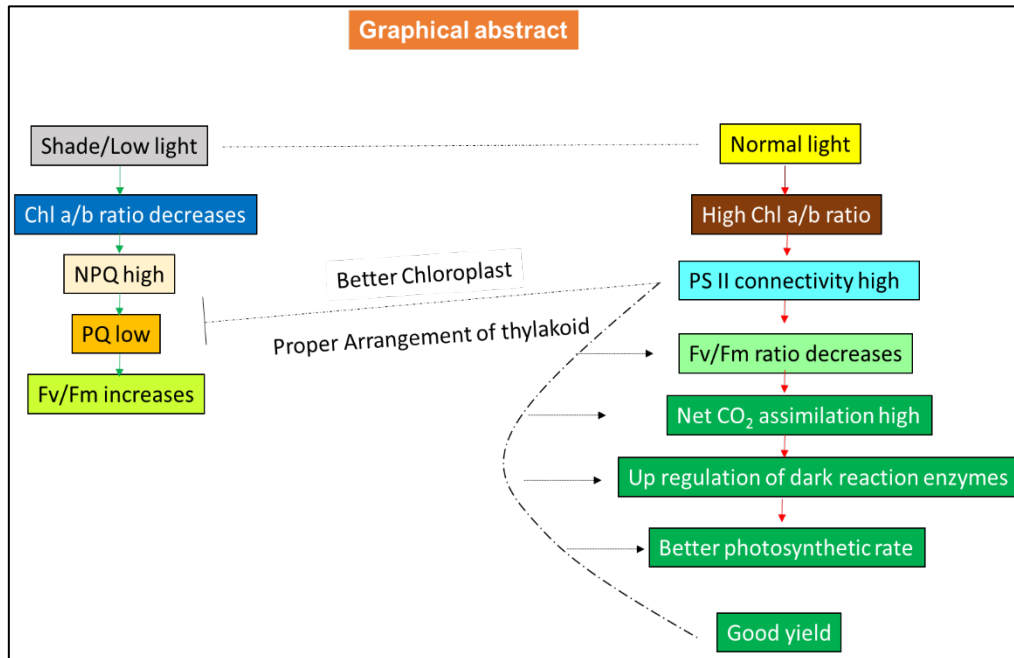 Graphical abstract
Shade/Low light
Chl a/b ratio decreases
NPQ high
PQ low
Fv/Fm increases
Better Chloroplast
Proper Arrangement of thylakoid
Normal light
High Chl a/b ratio
PS II connectivity high
Fv/Fm ratio decreases
Net CO₂ assimilation high
Up regulation of dark reaction enzymes
Better photosynthetic rate
Good yield